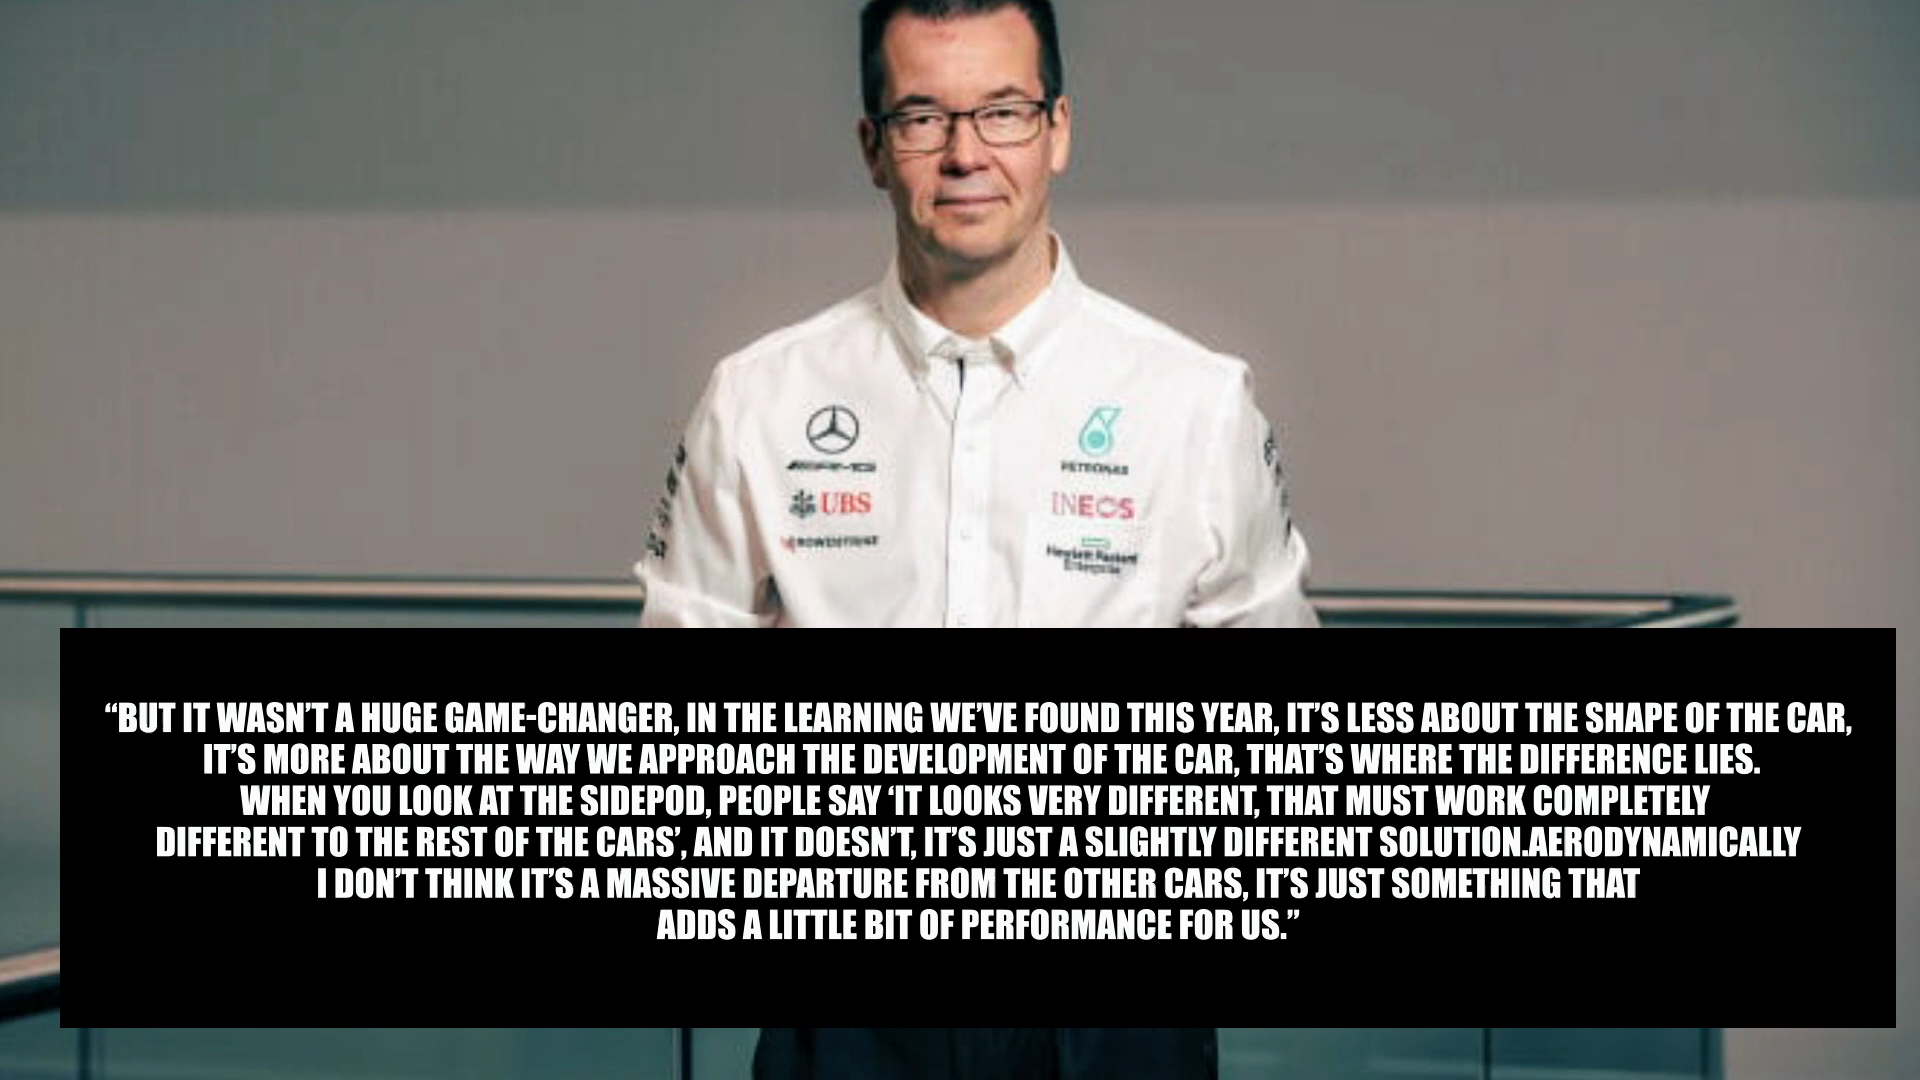 AMG
UBS
PETRONAS
INEOS
Hewlett Packard
Enterprise
“BUT IT WASN’T A HUGE GAME-CHANGER, IN THE LEARNING WE’VE FOUND THIS YEAR, IT’S LESS ABOUT THE SHAPE OF THE CAR,
IT’S MORE ABOUT THE WAY WE APPROACH THE DEVELOPMENT OF THE CAR, THAT’S WHERE THE DIFFERENCE LIES.
WHEN YOU LOOK AT THE SIDEPOD, PEOPLE SAY ‘IT LOOKS VERY DIFFERENT, THAT MUST WORK COMPLETELY
DIFFERENT TO THE REST OF THE CARS’, AND IT DOESN’T, IT’S JUST A SLIGHTLY DIFFERENT SOLUTION.AERODYNAMICALLY
I DON’T THINK IT’S A MASSIVE DEPARTURE FROM THE OTHER CARS, IT’S JUST SOMETHING THAT
ADDS A LITTLE BIT OF PERFORMANCE FOR US.”